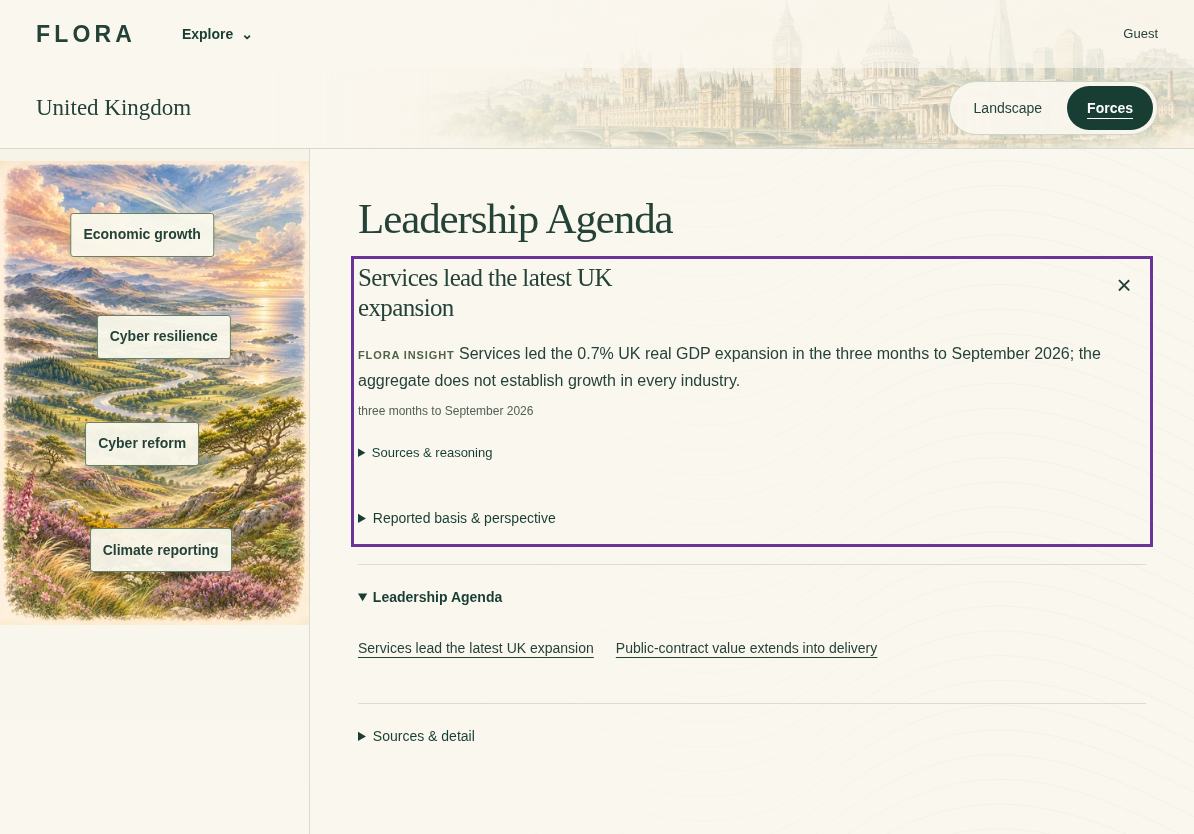 FLORA
Explore
Guest
United Kingdom
Landscape
Forces
Economic growth
Cyber resilience
Cyber reform
Climate reporting
Leadership Agenda
Services lead the latest UK
expansion
FLORA INSIGHT Services led the 0.7% UK real GDP expansion in the three months to September 2026; the
aggregate does not establish growth in every industry.
three months to September 2026
Sources & reasoning
Reported basis & perspective
Leadership Agenda
Services lead the latest UK expansion
Public-contract value extends into delivery
Sources & detail